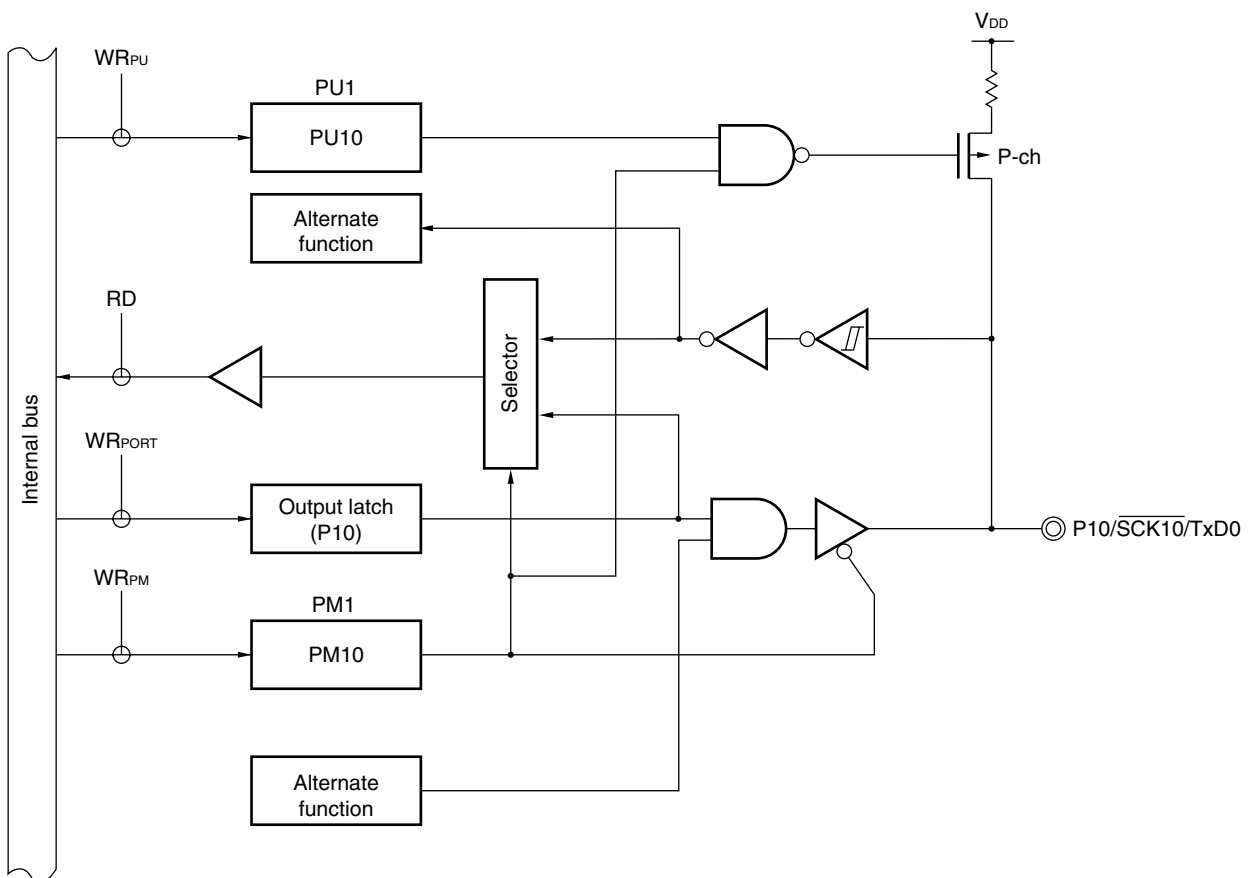 VDD
WRPU
PU1
PU10
P-ch
Alternate
function
RD
Selector
Internal bus
WRPORT
Output latch
(P10)
P10/SCK10/TxD0
WRPM
PM1
PM10
Alternate
function